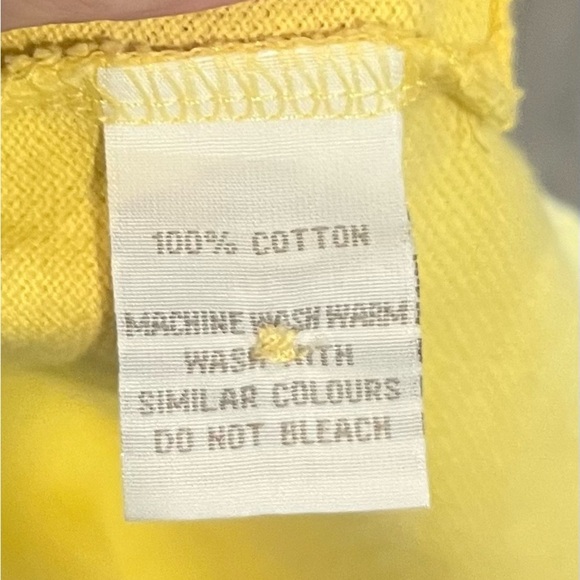 100% COTTON
MACHINE WASH WARM
WASH WITH
SIMILAR COLOURS
DO NOT BLEACH